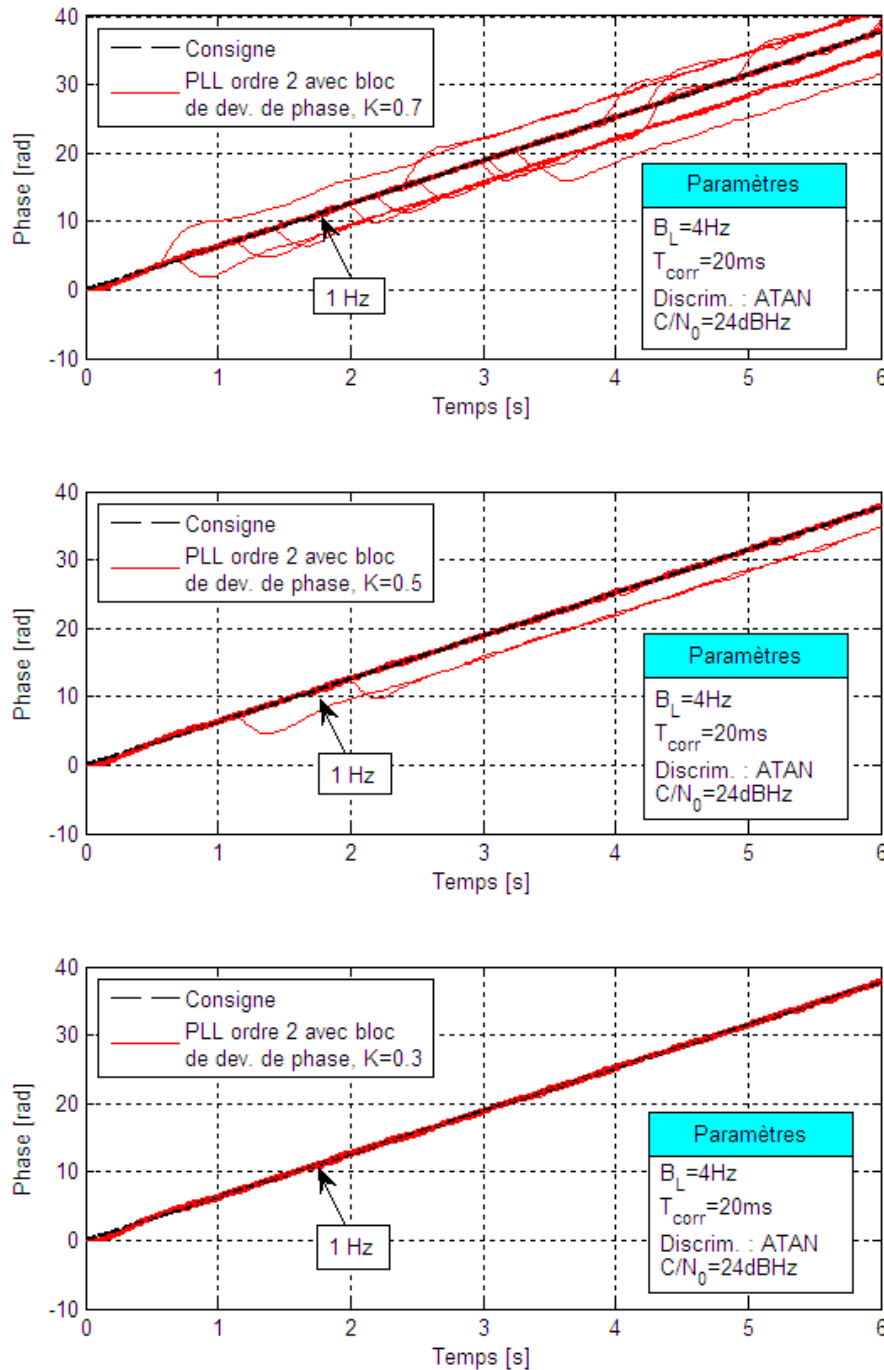 40
30
20
10
0
-10
Phase [rad]
Consigne
PLL ordre 2 avec bloc
de dev. de phase, K=0.7
1 Hz
Paramètres
B_L=4Hz
T_corr=20ms
Discrim. : ATAN
C/N_0=24dBHz
0 1 2 3 4 5 6
Temps [s]
40
30
20
10
0
-10
Phase [rad]
Consigne
PLL ordre 2 avec bloc
de dev. de phase, K=0.5
1 Hz
Paramètres
B_L=4Hz
T_corr=20ms
Discrim. : ATAN
C/N_0=24dBHz
0 1 2 3 4 5 6
Temps [s]
40
30
20
10
0
-10
Phase [rad]
Consigne
PLL ordre 2 avec bloc
de dev. de phase, K=0.3
1 Hz
Paramètres
B_L=4Hz
T_corr=20ms
Discrim. : ATAN
C/N_0=24dBHz
0 1 2 3 4 5 6
Temps [s]